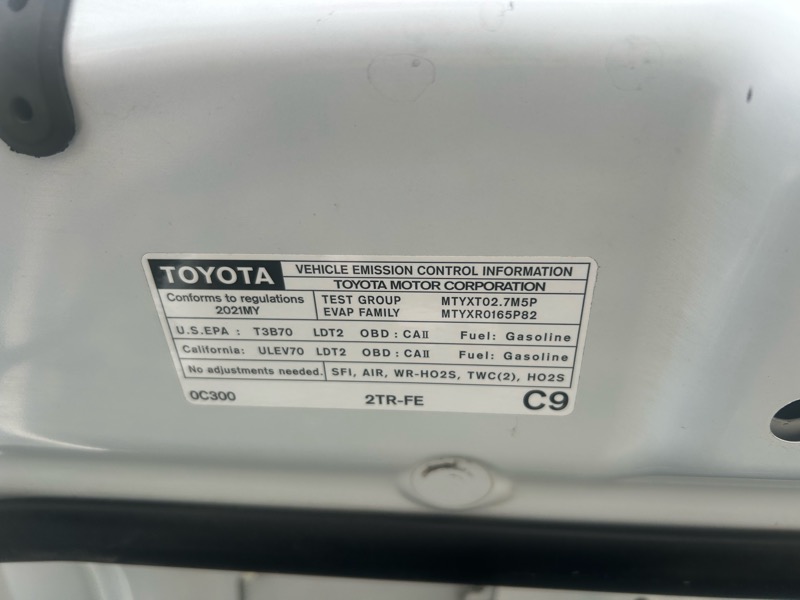 TOYOTA VEHICLE EMISSION CONTROL INFORMATION
TOYOTA MOTOR CORPORATION
Conforms to regulations TEST GROUP MTYXT02.7M5P
2021MY EVAP FAMILY MTYXR0165P82
U.S.EPA : T3B70 LDT2 OBD : CAII Fuel: Gasoline
California: ULEV70 LDT2 OBD : CAII Fuel: Gasoline
No adjustments needed. SFI, AIR, WR-HO2S, TWC(2), HO2S
0C300 2TR-FE C9